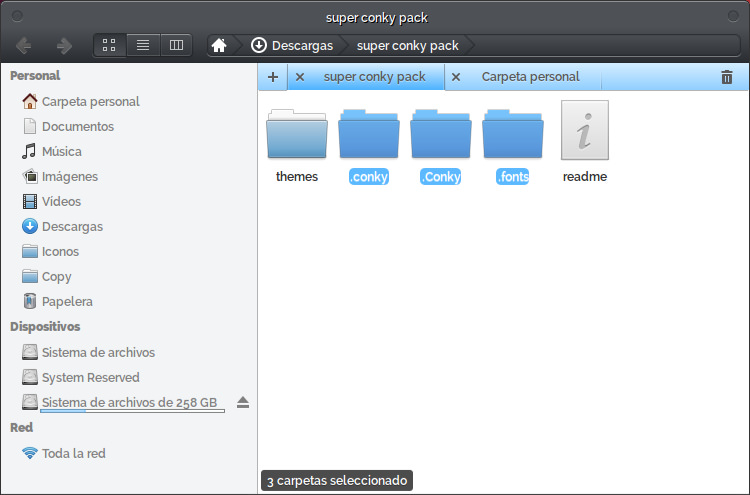 super conky pack
Descargas super conky pack
Personal
Carpeta personal
Documentos
Música
Imágenes
Vídeos
Descargas
Iconos
Copy
Papelera
Dispositivos
Sistema de archivos
System Reserved
Sistema de archivos de 258 GB
Red
Toda la red
+ × super conky pack × Carpeta personal
themes .conky .Conky .fonts readme
3 carpetas seleccionado